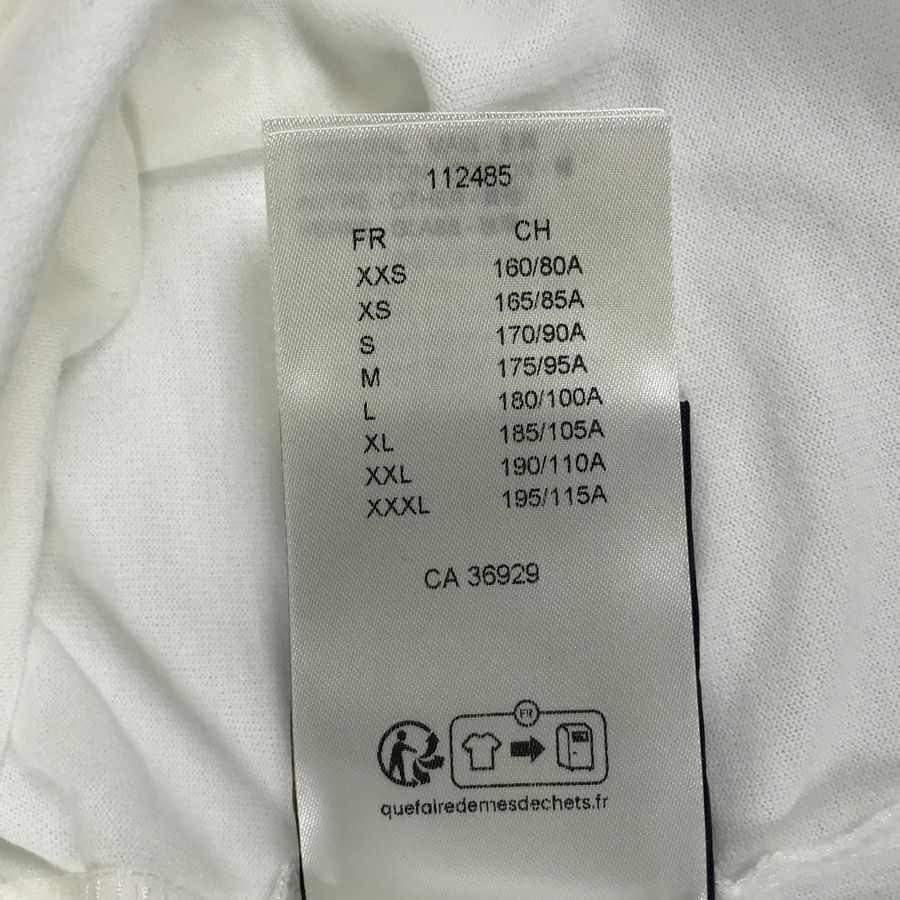 112485
FR CH
XXS 160/80A
XS 165/85A
S 170/90A
M 175/95A
L 180/100A
XL 185/105A
XXL 190/110A
XXXL 195/115A
CA 36929
FR
quefairedemesdechets.fr